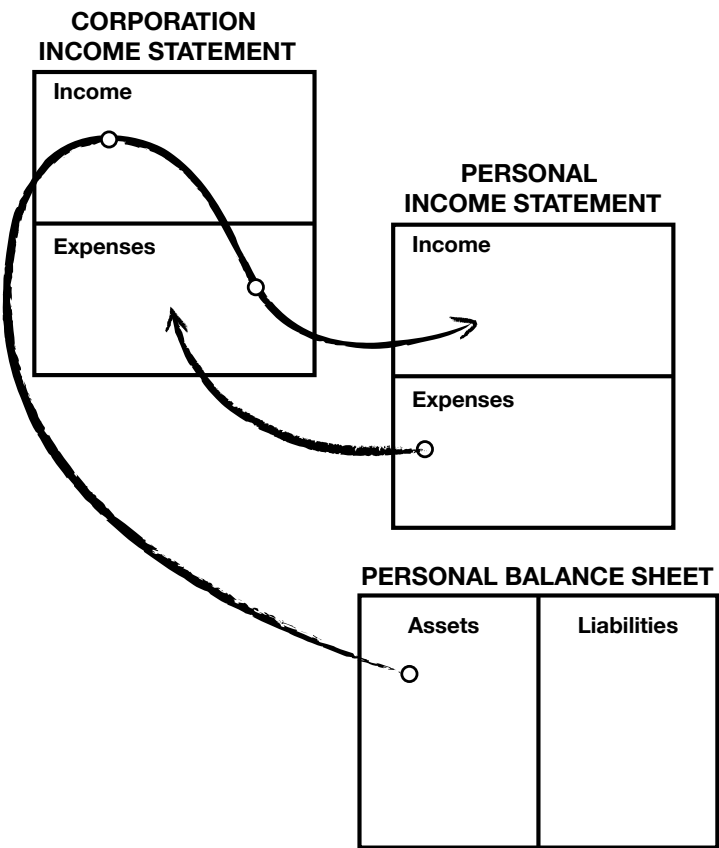 CORPORATION
INCOME STATEMENT
Income
Expenses
PERSONAL
INCOME STATEMENT
Income
Expenses
PERSONAL BALANCE SHEET
Assets
Liabilities